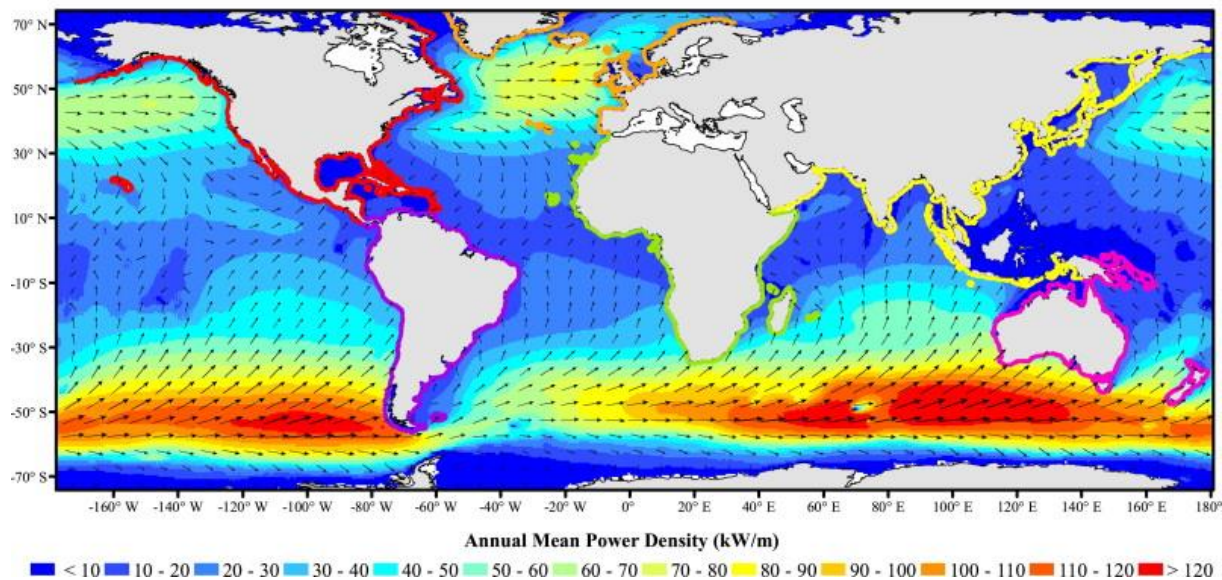 70° N
50° N
30° N
10° N
-10° S
-30° S
-50° S
-70° S
-160° W -140° W -120° W -100° W -80° W -60° W -40° W -20° W 0° 20° E 40° E 60° E 80° E 100° E 120° E 140° E 160° E 180° E
Annual Mean Power Density (kW/m)
< 10 10 - 20 20 - 30 30 - 40 40 - 50 50 - 60 60 - 70 70 - 80 80 - 90 90 - 100 100 - 110 110 - 120 > 120